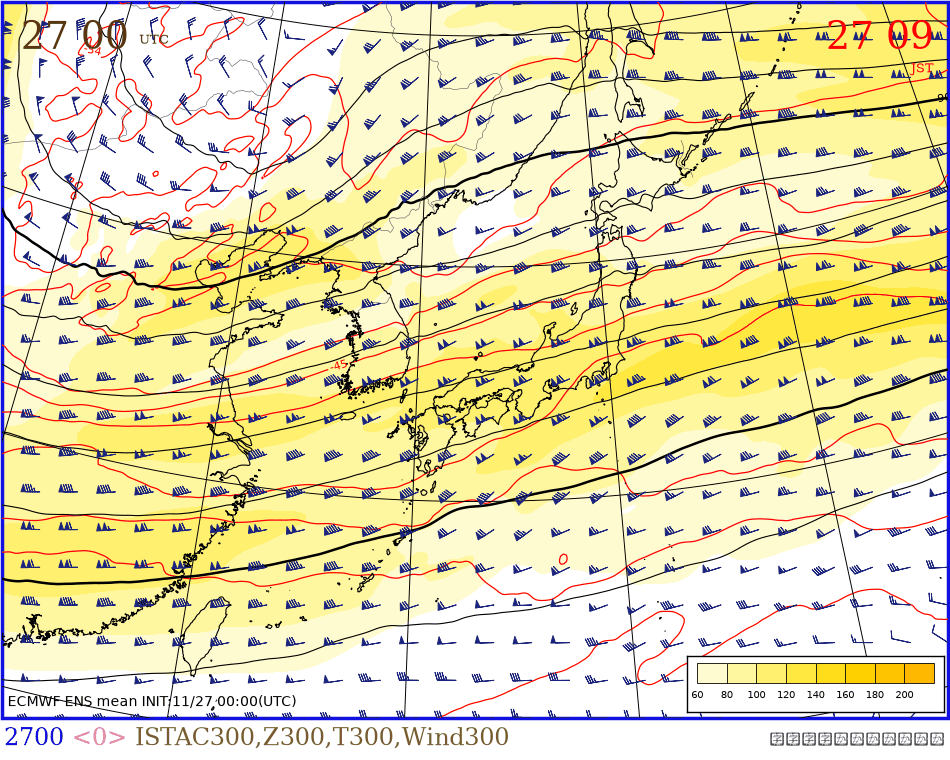 27 00 UTC
27 09
JST
-54
-45
ECMWF ENS mean INIT:11/27 00:00(UTC)
60 80 100 120 140 160 180 200
2700 <0> ISTAC300,Z300,T300,Wind300